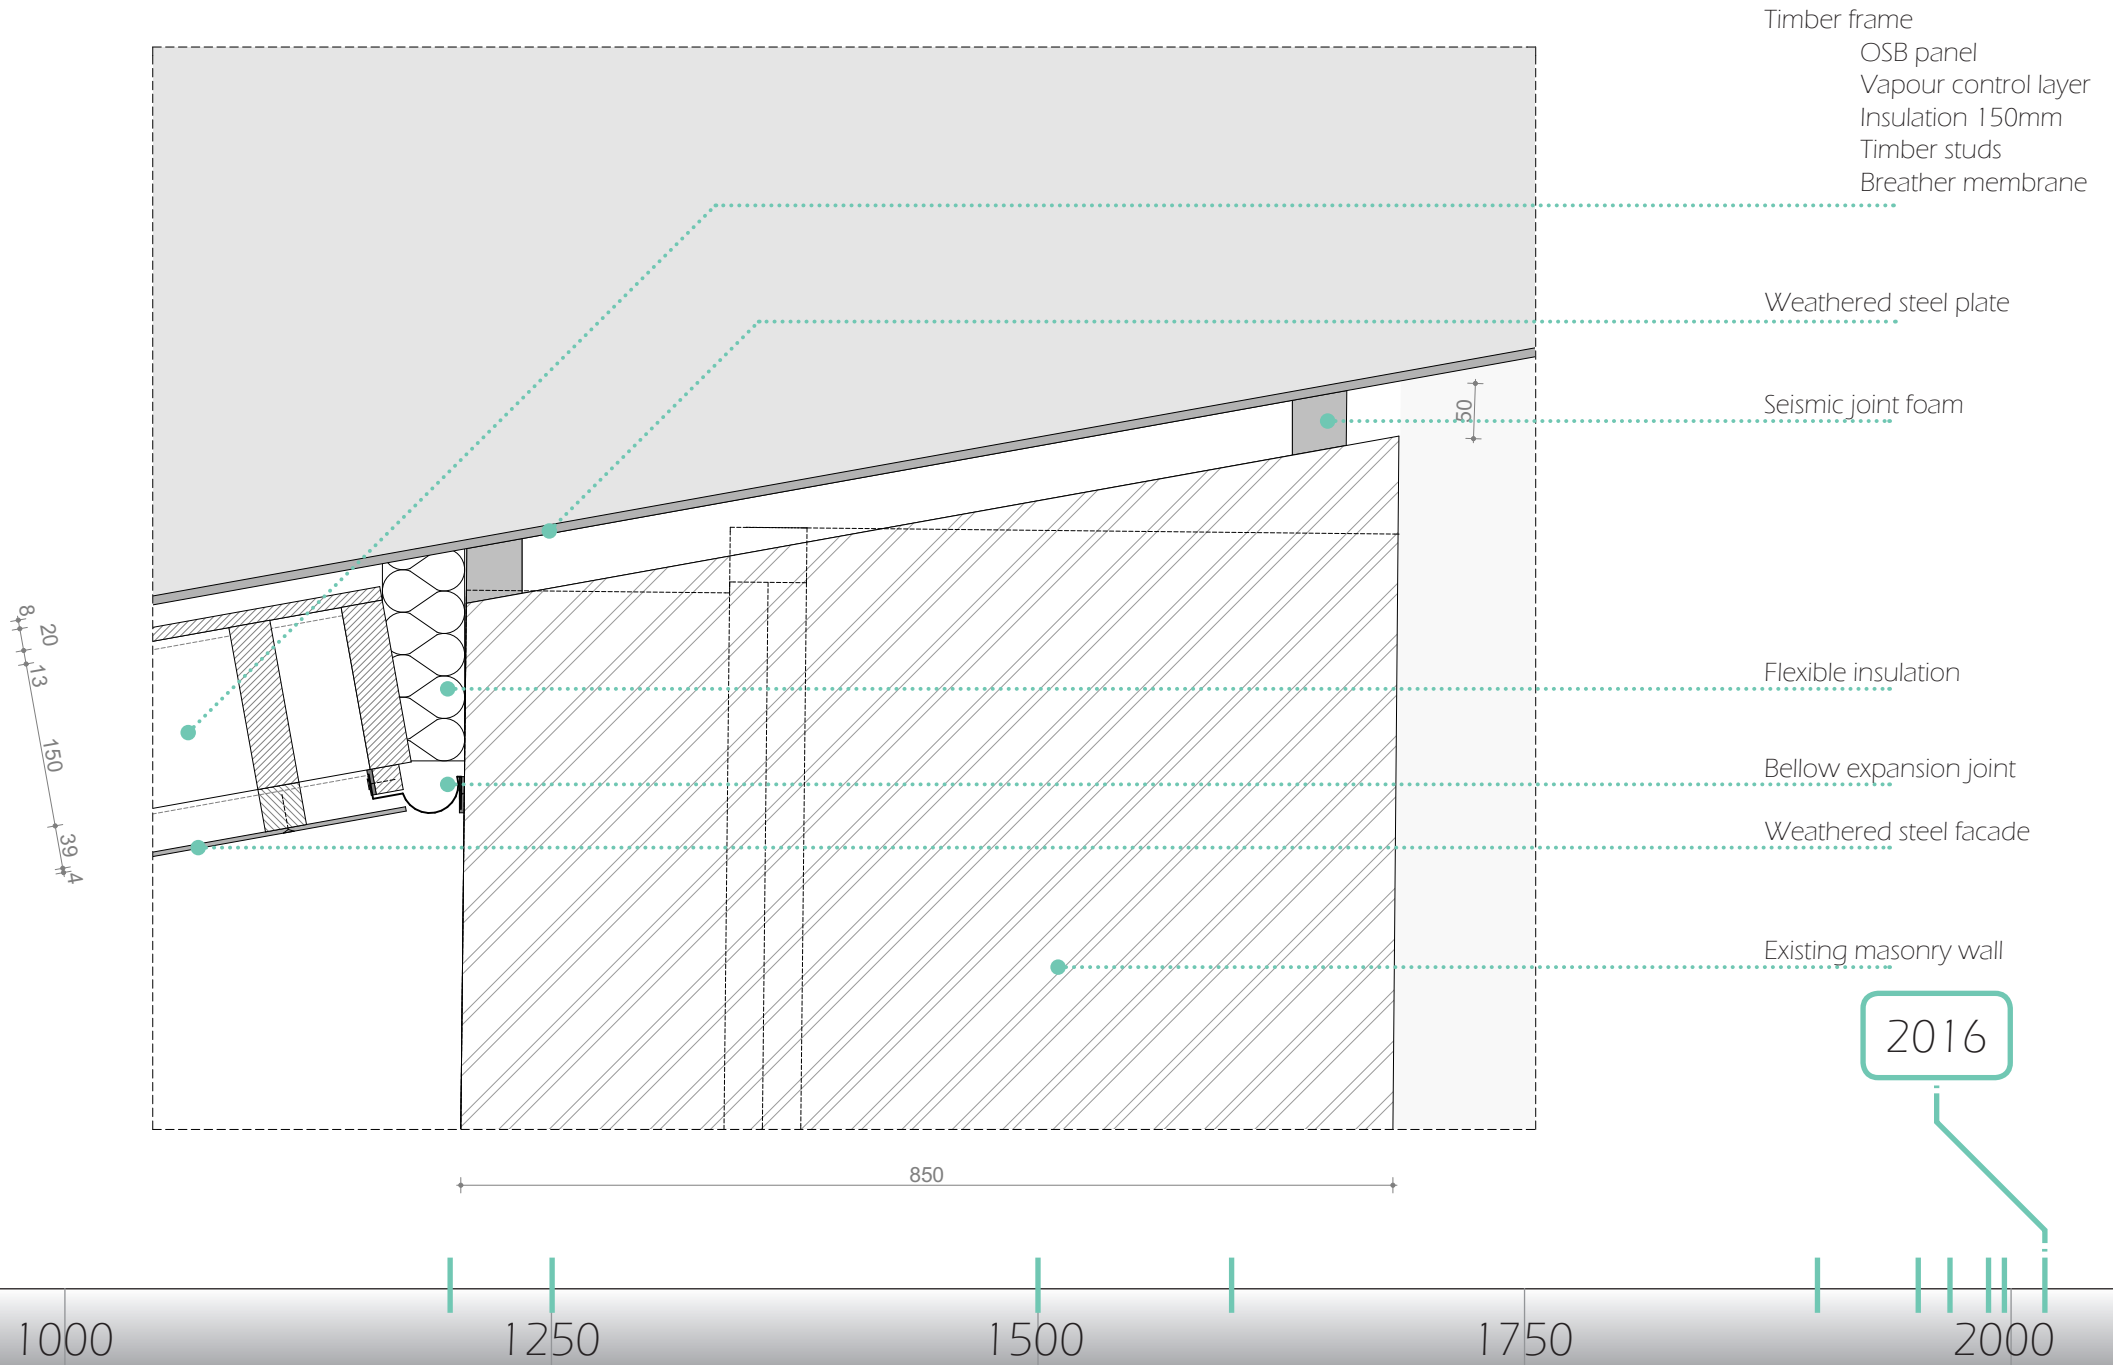 Timber frame
OSB panel
Vapour control layer
Insulation 150mm
Timber studs
Breather membrane
Weathered steel plate
50
Seismic joint foam
8
20
13
150
39
4
Flexible insulation
Bellow expansion joint
Weathered steel facade
Existing masonry wall
2016
850
1000
1250
1500
1750
2000